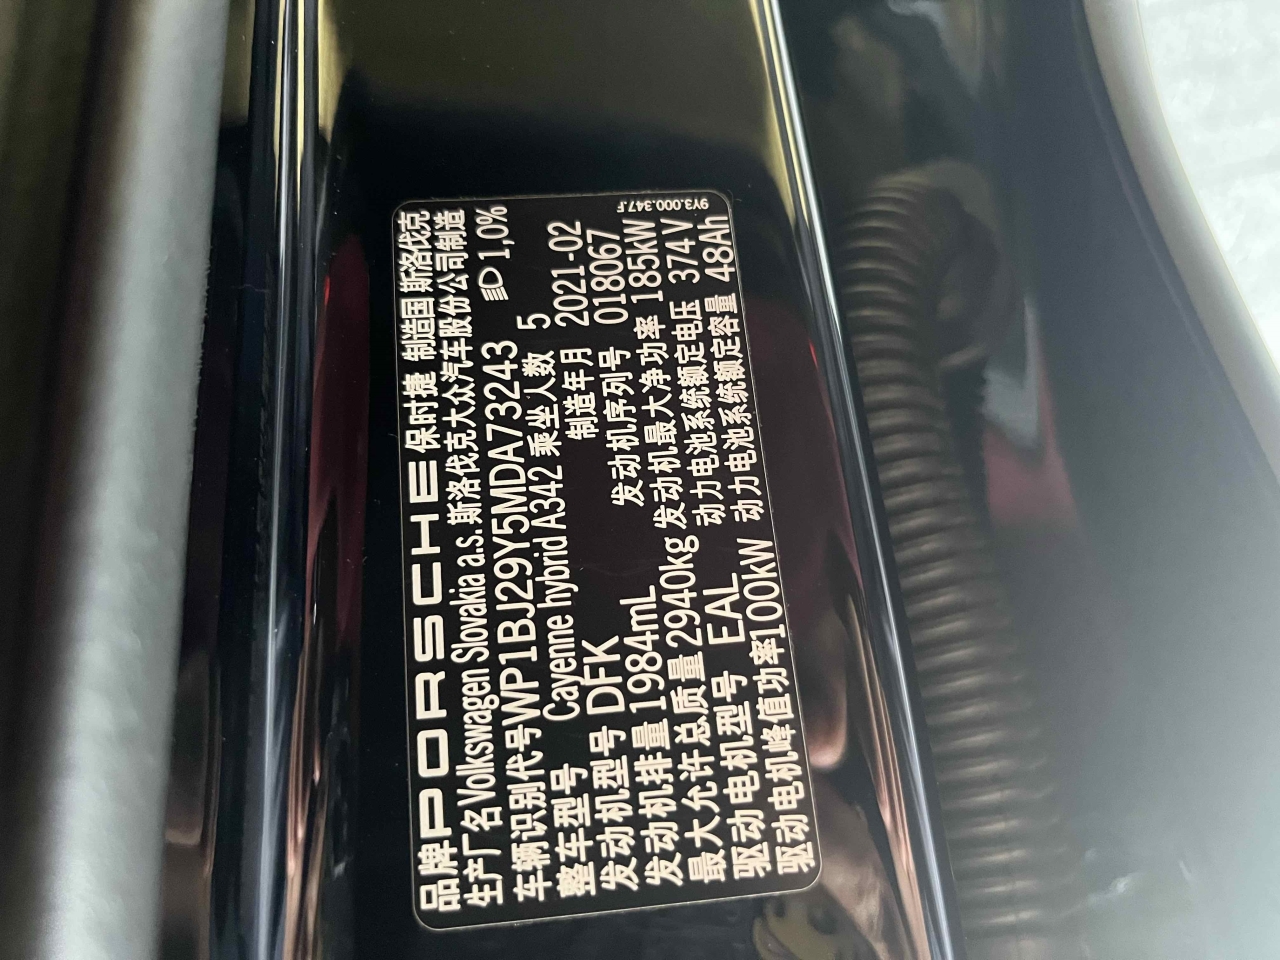 品牌PORSCHE 保时捷 制造国 斯洛伐克
生产厂名 Volkswagen Slovakia a.s. 斯洛伐克大众汽车股份公司制造
车辆识别代号WP1BJ29Y5MDA73243 1,0%
整车型号 Cayenne hybrid A342 乘坐人数 5
制造年月 2021-02
发动机型号 DFK 发动机序列号 018067
发动机排量 1984mL 发动机最大净功率 185kW
最大允许总质量 2940kg 动力电池系统额定电压 374V
驱动电机型号 EAL 动力电池系统额定容量 48Ah
驱动电机峰值功率100kW
9Y3.000.347.F